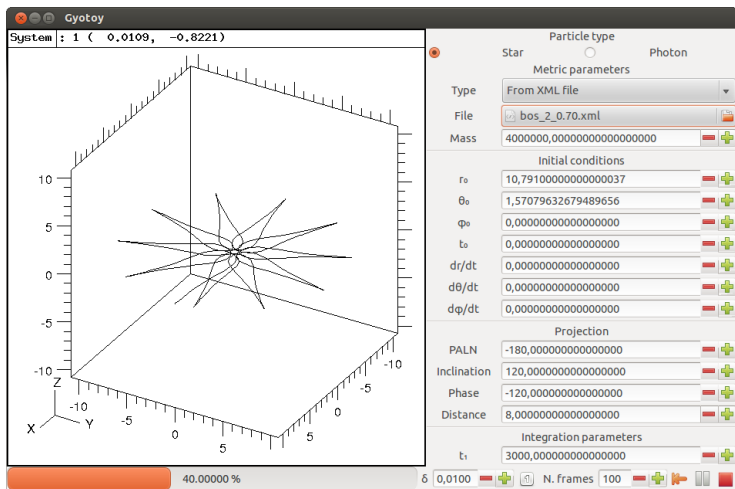 Gyotoy
System : 1 ( 0.0109, -0.8221)
10
5
0
-5
-10
Z
X
Y
-10
-5
0
5
5
0
-5
-10
Particle type
Star Photon
Metric parameters
Type From XML file
File bos_2_0.70.xml
Mass 4000000,00000000000000000
Initial conditions
r₀ 10,79100000000000037
θ₀ 1,57079632679489656
φ₀ 0,00000000000000000
t₀ 0,00000000000000000
dr/dt 0,00000000000000000
dθ/dt 0,00000000000000000
dφ/dt 0,00000000000000000
Projection
PALN -180,000000000000000
Inclination 120,000000000000000
Phase -120,000000000000000
Distance 8,00000000000000000
Integration parameters
t₁ 3000,00000000000000000
40.00000 % δ 0,0100 N. frames 100